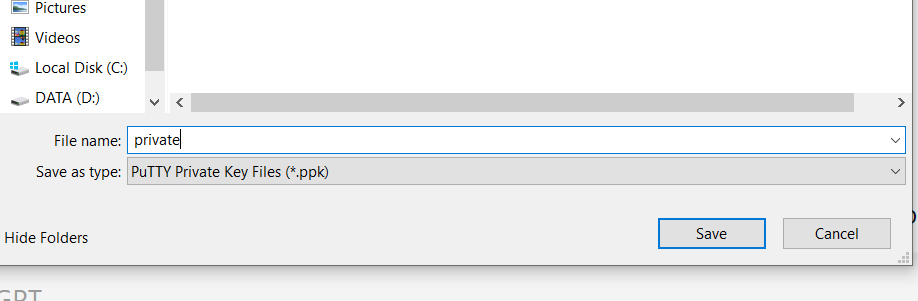 Pictures
Videos
Local Disk (C:)
DATA (D:)
File name: private
Save as type: PuTTY Private Key Files (*.ppk)
Hide Folders
Save Cancel
GPT